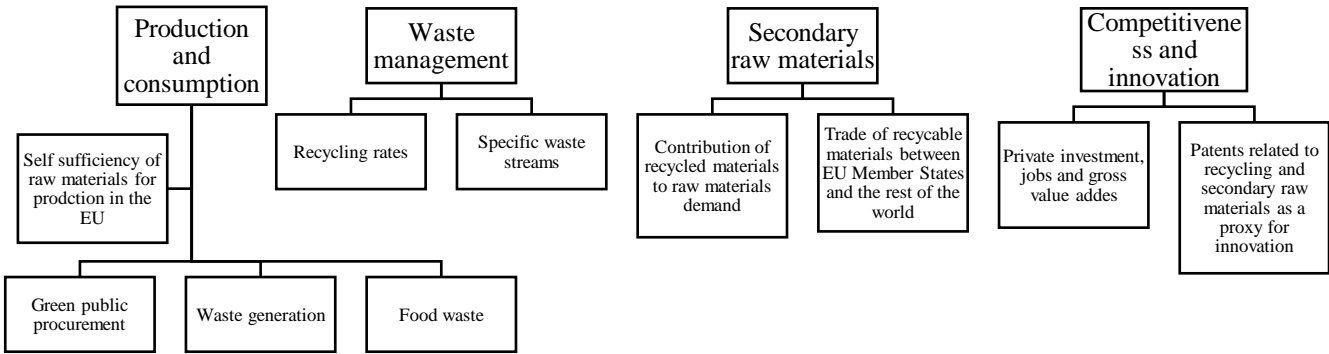 Production
and
consumption
Waste
management
Secondary
raw materials
Competitivene
ss and
innovation
Self sufficiency of
raw materials for
prodction in the
EU
Recycling rates
Specific waste
streams
Contribution of
recycled materials
to raw materials
demand
Trade of recycable
materials between
EU Member States
and the rest of the
world
Private investment,
jobs and gross
value addes
Patents related to
recycling and
secondary raw
materials as a
proxy for
innovation
Green public
procurement
Waste generation
Food waste